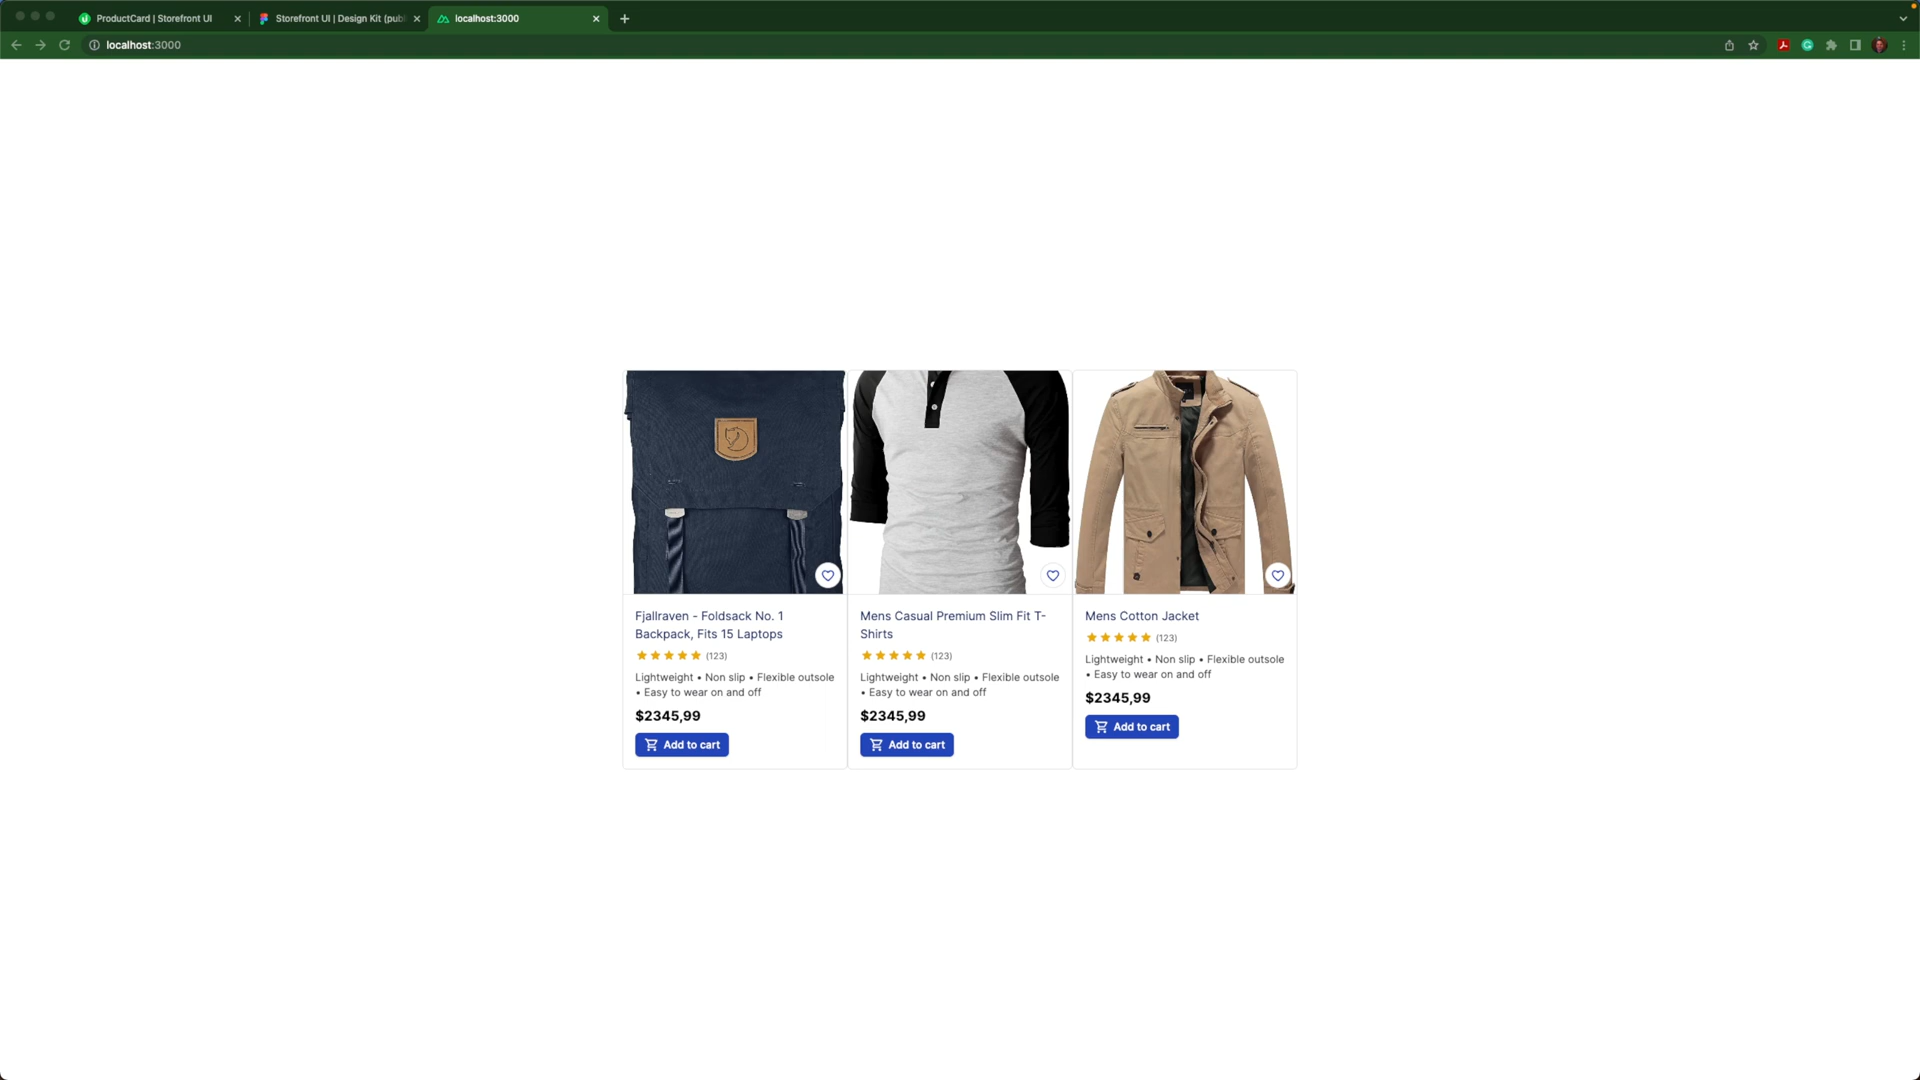 ProductCard | Storefront UI
Storefront UI | Design Kit (publ
localhost:3000
localhost:3000
Fjallraven - Foldsack No. 1
Backpack, Fits 15 Laptops
(123)
Lightweight • Non slip • Flexible outsole
• Easy to wear on and off
$2345,99
Add to cart
Mens Casual Premium Slim Fit T-
Shirts
(123)
Lightweight • Non slip • Flexible outsole
• Easy to wear on and off
$2345,99
Add to cart
Mens Cotton Jacket
(123)
Lightweight • Non slip • Flexible outsole
• Easy to wear on and off
$2345,99
Add to cart